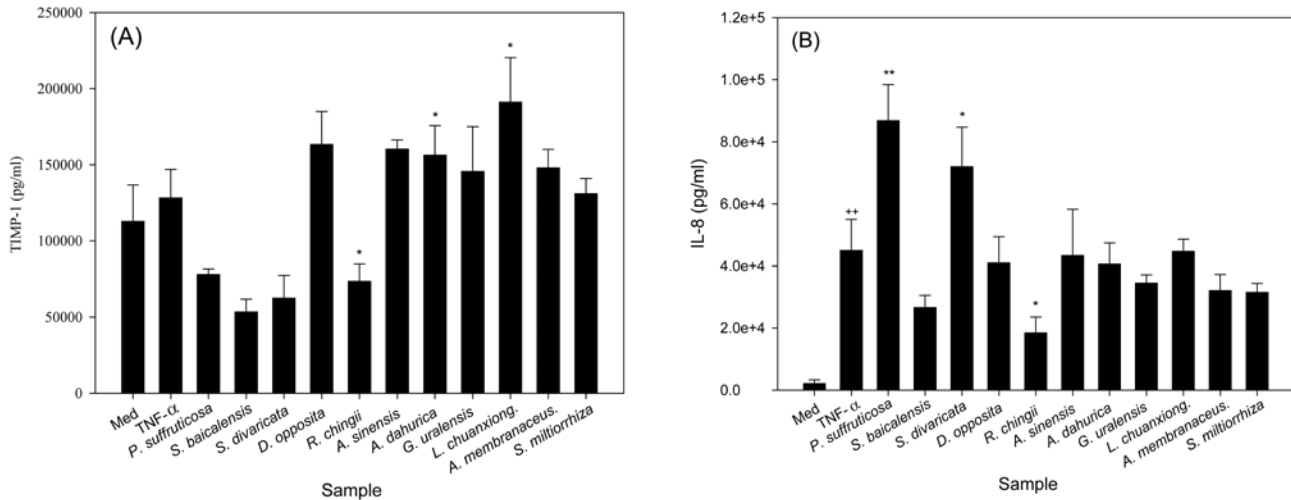 (A)
TIMP-1 (pg/ml)
250000
200000
150000
100000
50000
0
*
*
*
Med
TNF-α
P. suffruticosa
S. baicalensis
S. divaricata
D. opposita
R. chingii
A. sinensis
A. dahurica
G. uralensis
L. chuanxiong.
A. membranaceus.
S. miltiorrhiza
Sample
(B)
IL-8 (pg/ml)
1.2e+5
1.0e+5
8.0e+4
6.0e+4
4.0e+4
2.0e+4
0.0
++
**
*
*
Med
TNF-α
P. suffruticosa
S. baicalensis
S. divaricata
D. opposita
R. chingii
A. sinensis
A. dahurica
G. uralensis
L. chuanxiong.
A. membranaceus.
S. miltiorrhiza
Sample